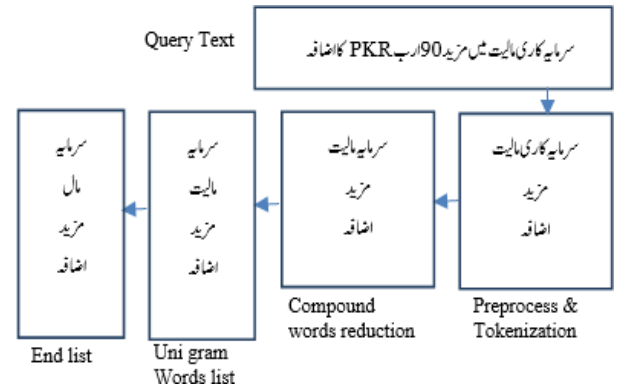 Query Text
سرمایہ کاری مالیت میں مزید 90ارب PKR کا اضافہ
سرمایہ کاری مالیت
مزید
اضافہ
Preprocess &
Tokenization
سرمایہ مالیت
مزید
اضافہ
Compound
words reduction
سرمایہ
مالیت
مزید
اضافہ
Uni gram
Words list
سرمایہ
مال
مزید
اضافہ
End list